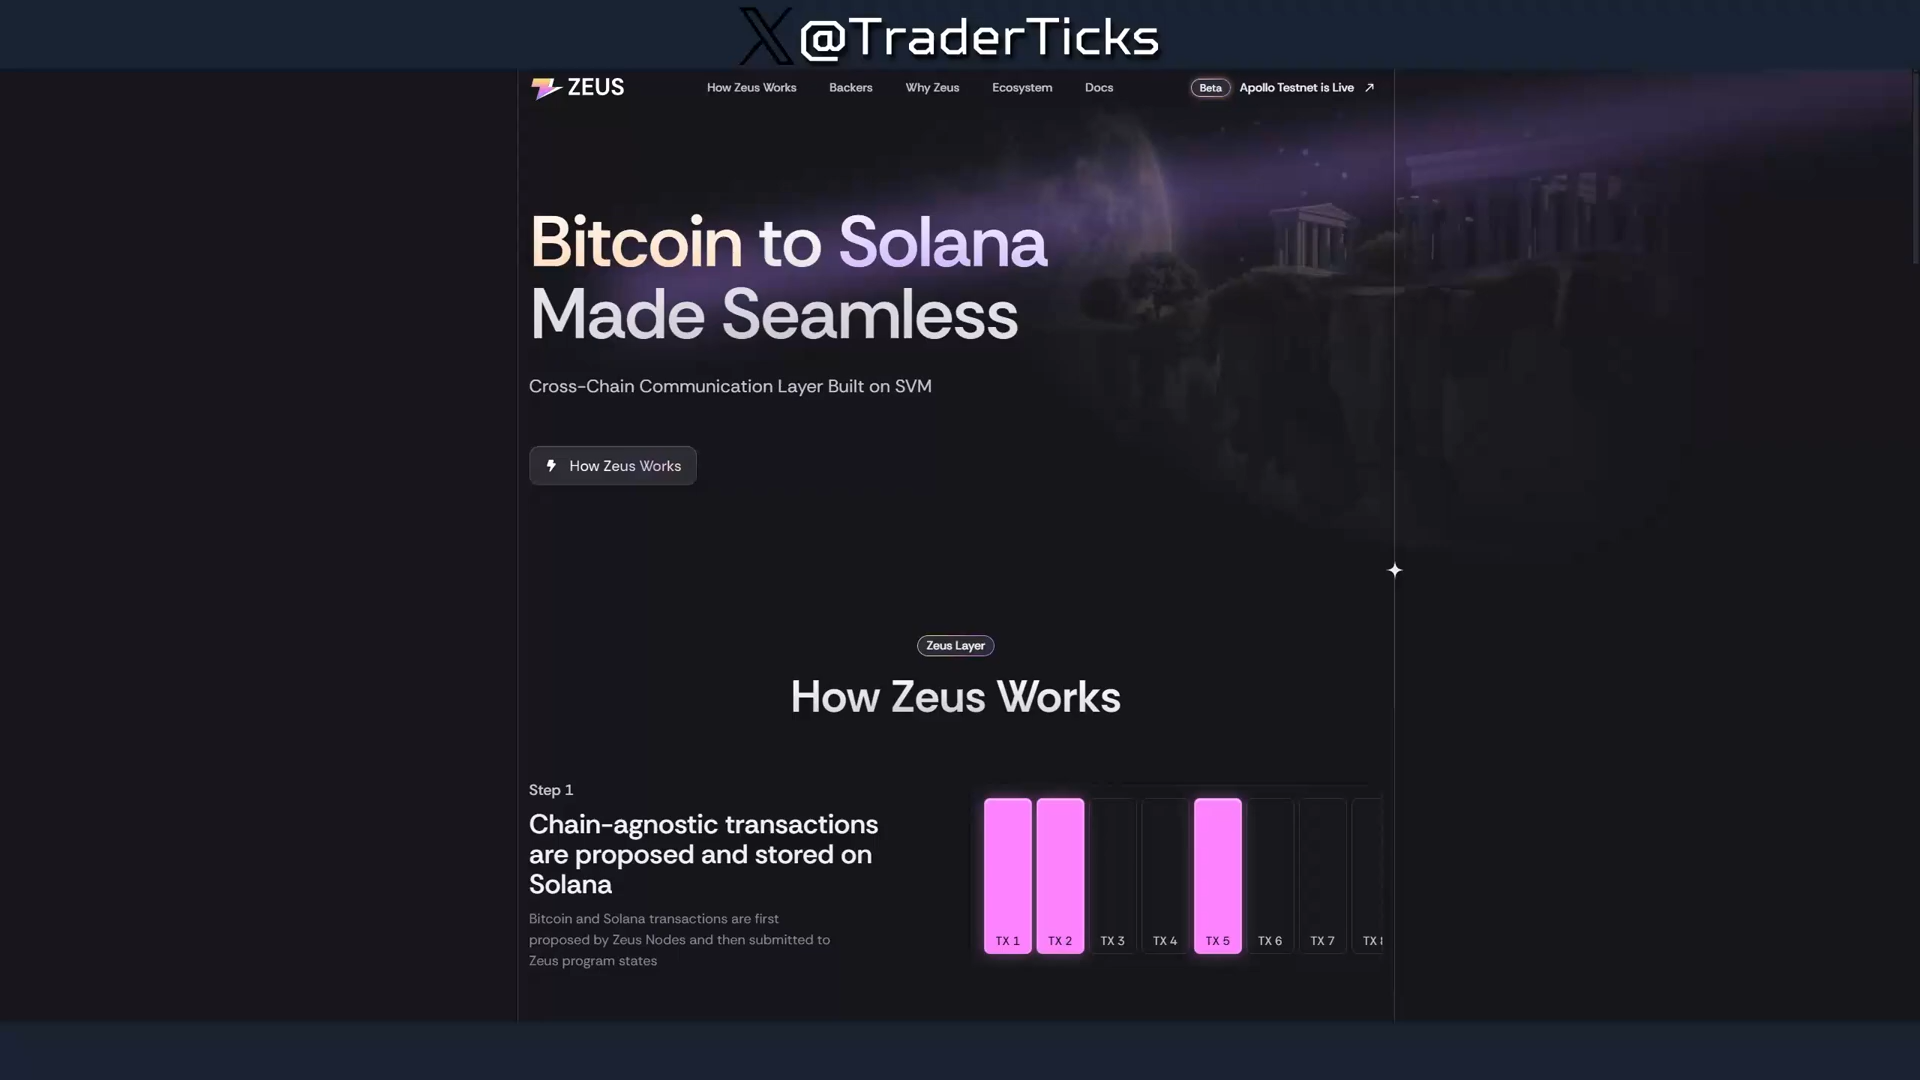 @TraderTicks
ZEUS
How Zeus Works
Backers
Why Zeus
Ecosystem
Docs
Beta
Apollo Testnet is Live
Bitcoin to Solana
Made Seamless
Cross-Chain Communication Layer Built on SVM
How Zeus Works
Zeus Layer
How Zeus Works
Step 1
Chain-agnostic transactions
are proposed and stored on
Solana
Bitcoin and Solana transactions are first
proposed by Zeus Nodes and then submitted to
Zeus program states
TX 1
TX 2
TX 3
TX 4
TX 5
TX 6
TX 7
TX